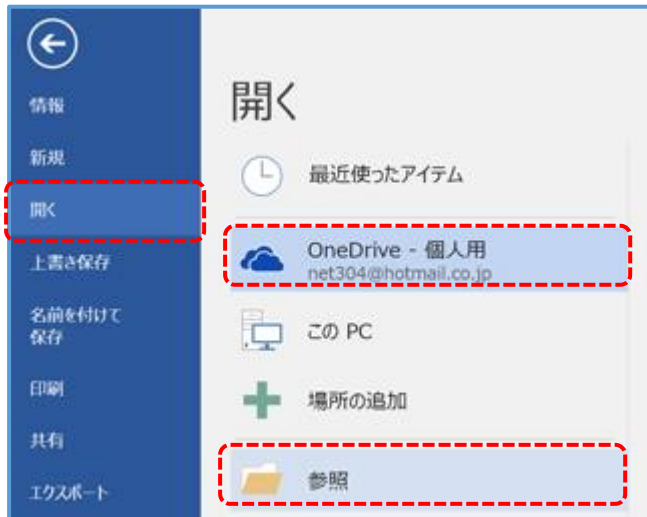 情報
新規
開く
上書き保存
名前を付けて
保存
印刷
共有
エクスポート
開く
最近使ったアイテム
OneDrive - 個人用
net304@hotmail.co.jp
この PC
場所の追加
参照